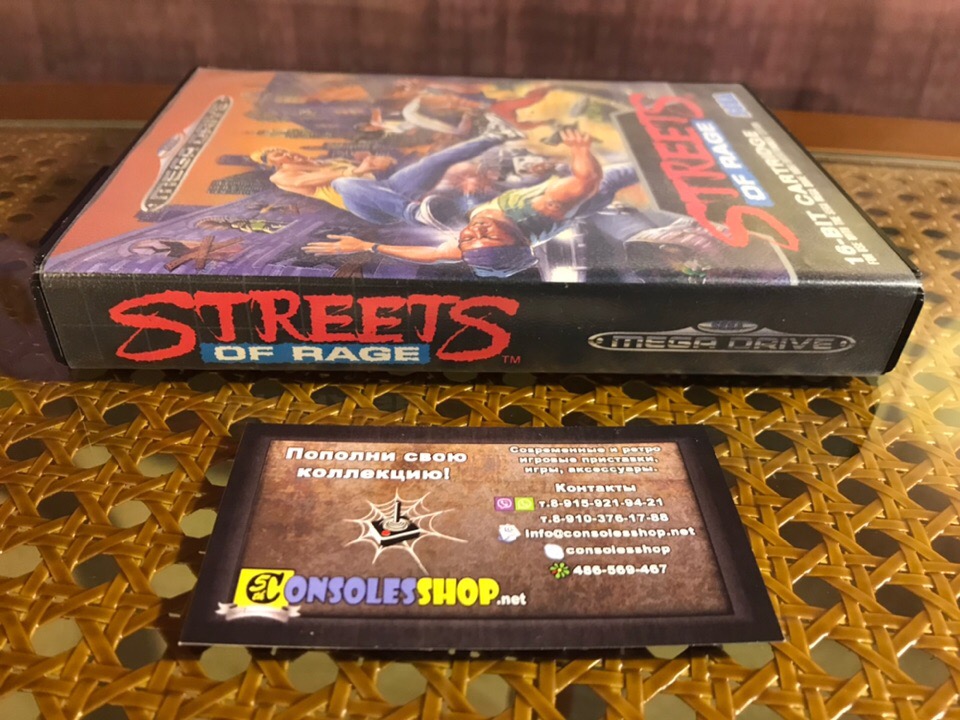 MEGA DRIVE
STREETS
OF RAGE
SEGA
16-BIT CARTRIDGE
STREETS
OF RAGE
TM
SEGA
MEGA DRIVE
Пополни свою
коллекцию!
Современные и ретро
игровые приставки,
игры, аксессуары.
Контакты
т.8-915-921-94-21
т.8-910-376-17-88
info@consolesshop.net
consolesshop
486-569-467
CONSOLESSHOP.net